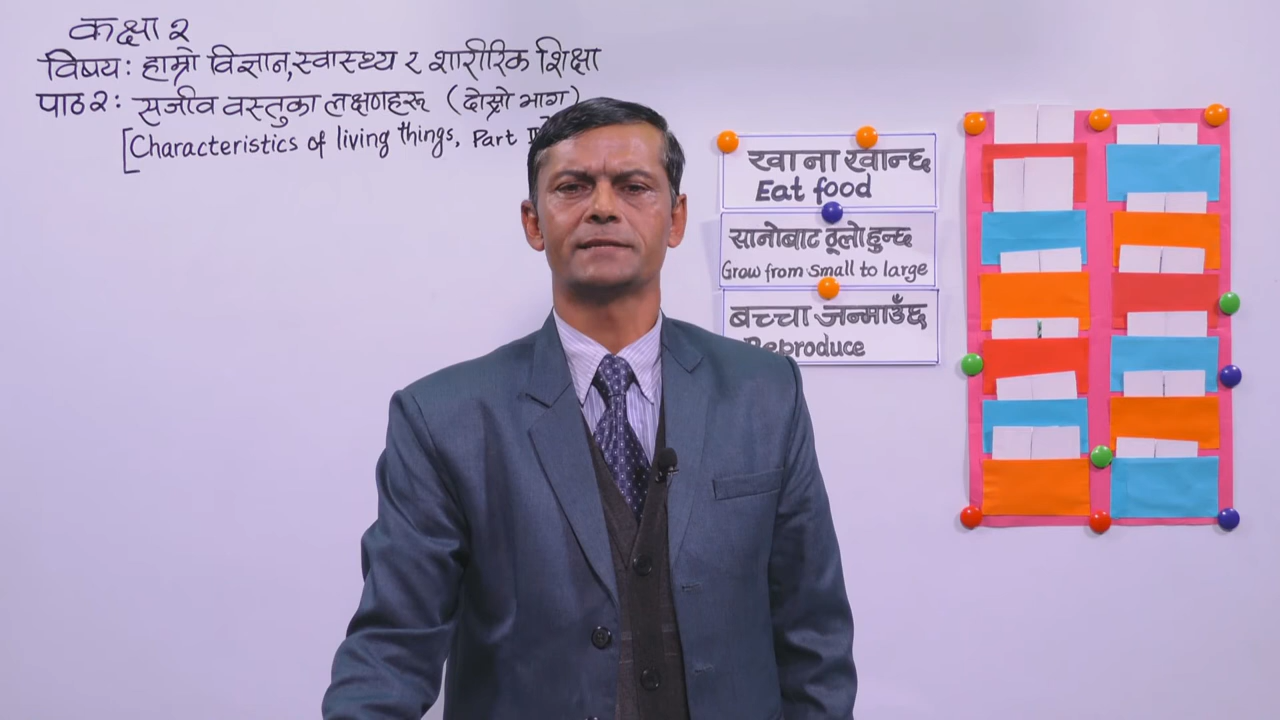 कक्षा २
विषय: हाम्रो विज्ञान, स्वास्थ्य र शारीरिक शिक्षा
पाठ २: सजीव वस्तुका लक्षणहरू (दोस्रो भाग)
[Characteristics of living things, Part
खाना खान्छ
Eat food
सानोबाट ठूलो हुन्छ
Grow from small to large
बच्चा जन्माउँछ
Reproduce